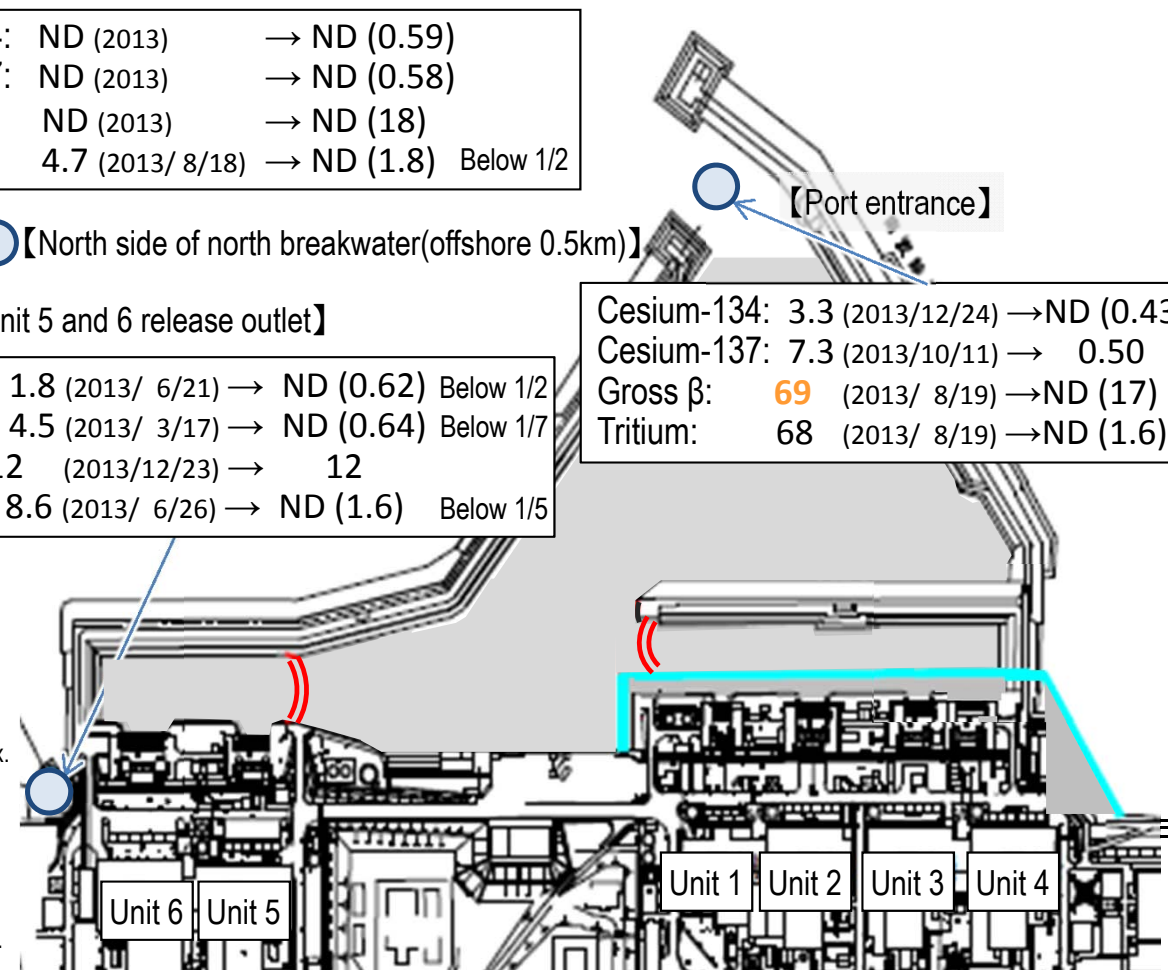 : ND (2013) → ND (0.59)
7: ND (2013) → ND (0.58)
ND (2013) → ND (18)
4.7 (2013/ 8/18) → ND (1.8) Below 1/2
【Port entrance】
【North side of north breakwater(offshore 0.5km)】
nit 5 and 6 release outlet】
Cesium-134: 3.3 (2013/12/24) →ND (0.43
Cesium-137: 7.3 (2013/10/11) → 0.50
Gross β: 69 (2013/ 8/19) →ND (17)
Tritium: 68 (2013/ 8/19) →ND (1.6)
1.8 (2013/ 6/21) → ND (0.62) Below 1/2
4.5 (2013/ 3/17) → ND (0.64) Below 1/7
12 (2013/12/23) → 12
8.6 (2013/ 6/26) → ND (1.6) Below 1/5
x.
Unit 6
Unit 5
Unit 1
Unit 2
Unit 3
Unit 4